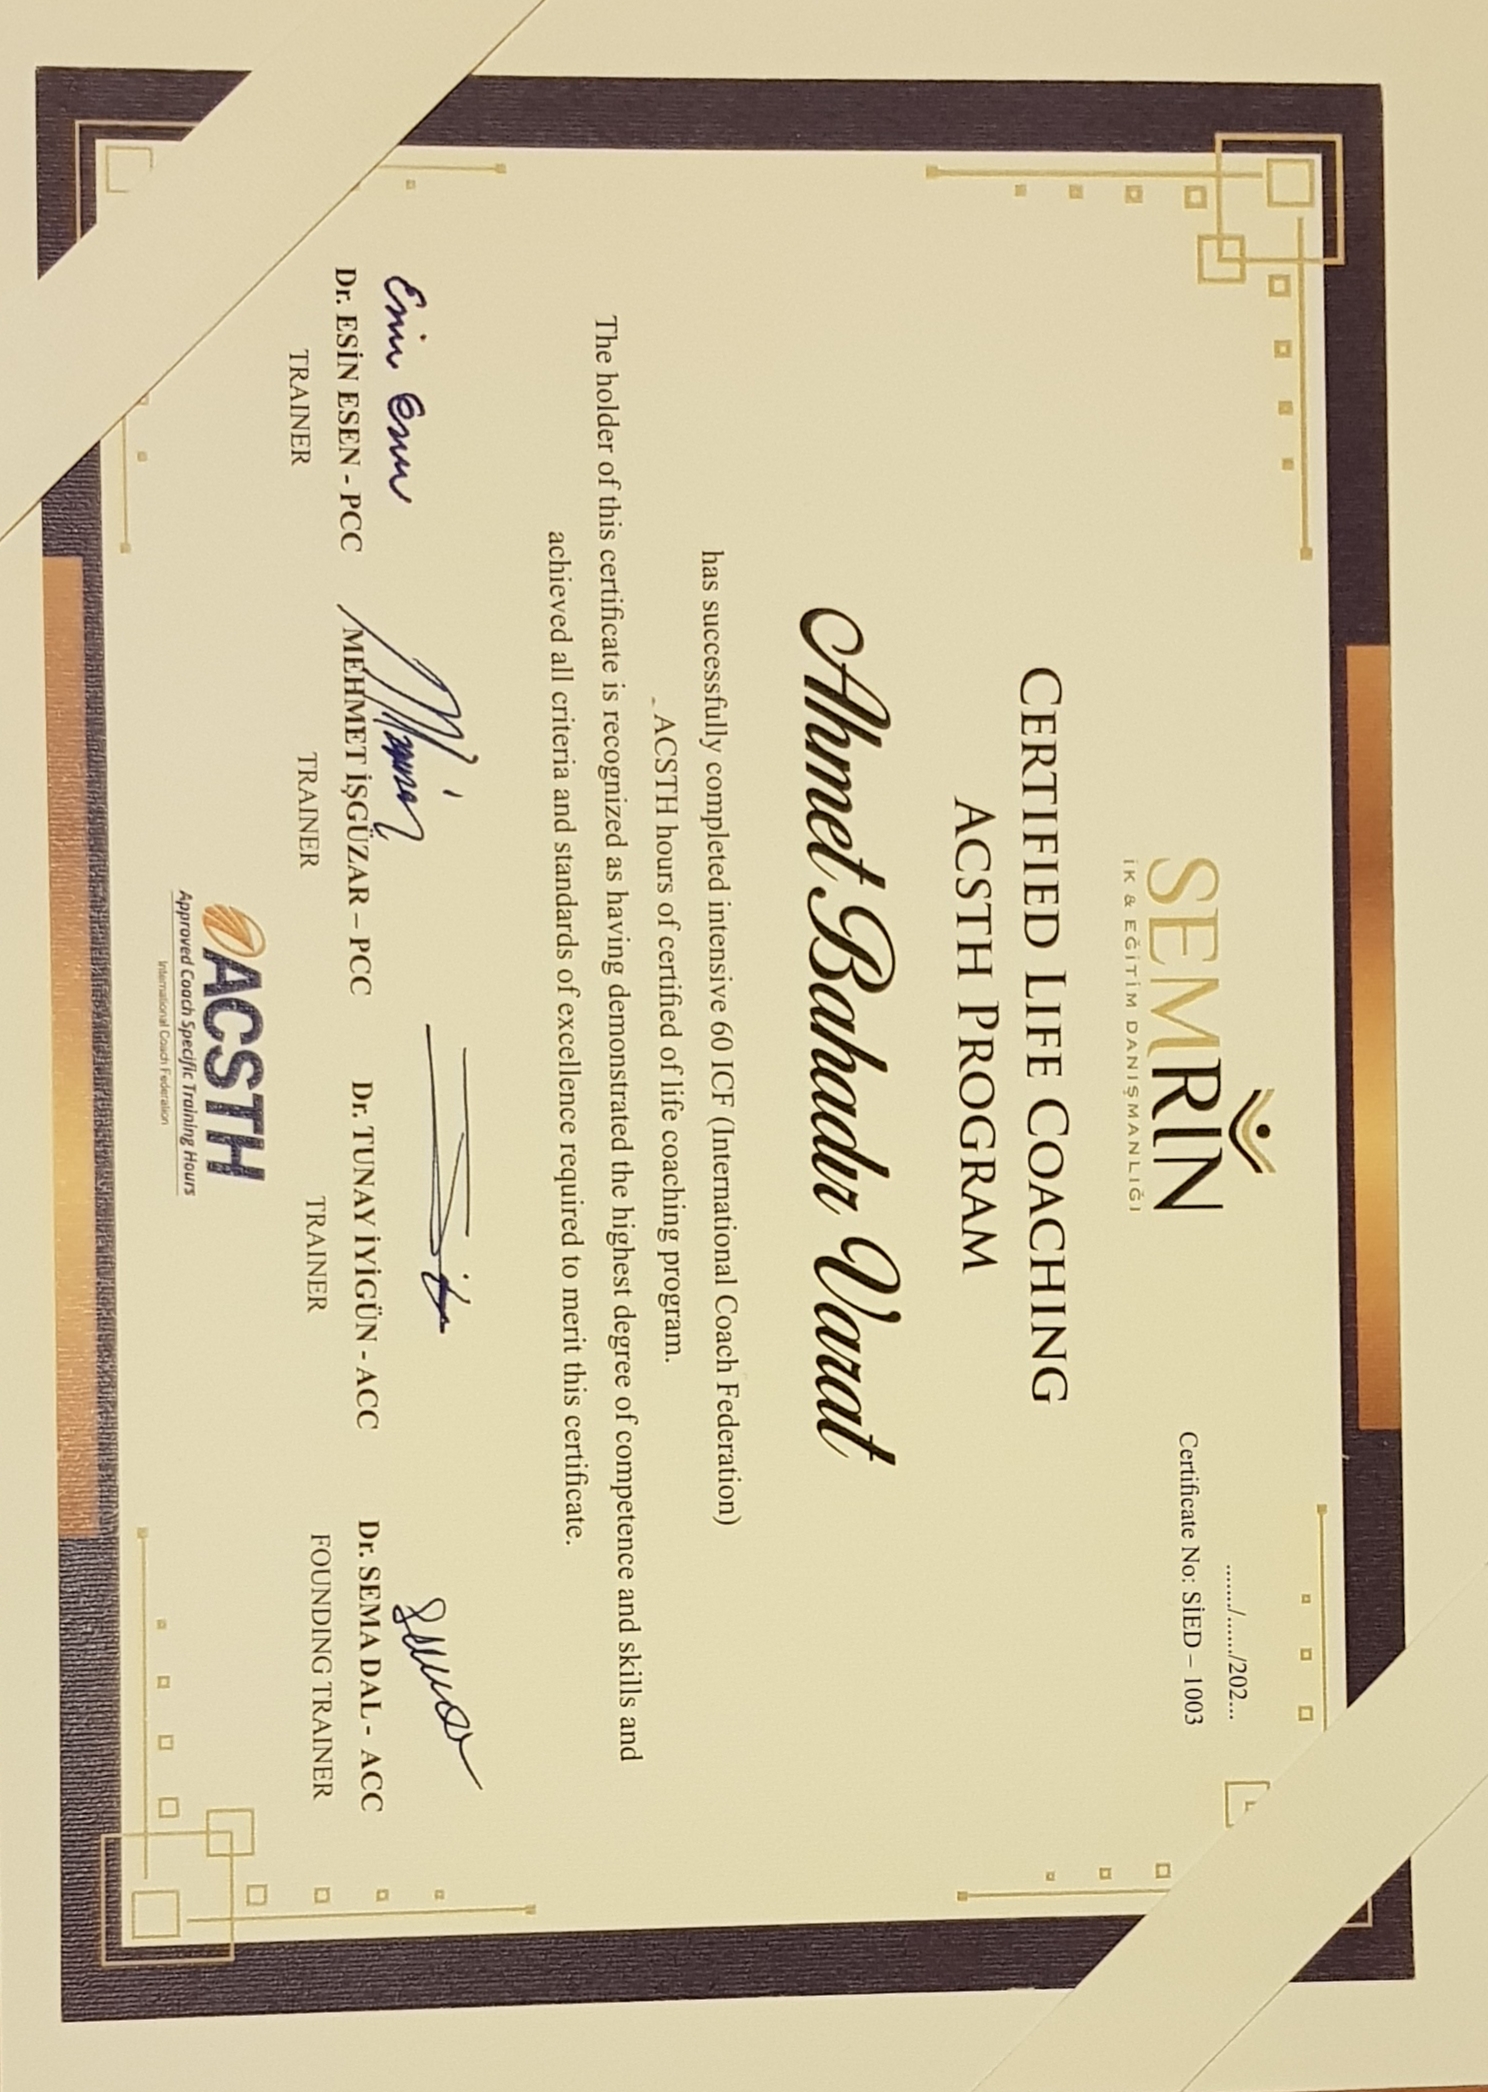 ......./....../202...
Certificate No: SİED – 1003
SEMRIN
İK & EĞİTİM DANIŞMANLIĞI
CERTIFIED LIFE COACHING
ACSTH PROGRAM
Ahmet Bahadır Varat
has successfully completed intensive 60 ICF (International Coach Federation)
ACSTH hours of certified of life coaching program.
The holder of this certificate is recognized as having demonstrated the highest degree of competence and skills and
achieved all criteria and standards of excellence required to merit this certificate.
Esin Esen
Sema
Dr. ESİN ESEN - PCC MEHMET İŞGÜZAR – PCC Dr. TUNAY İYİGÜN - ACC Dr. SEMA DAL - ACC
TRAINER TRAINER TRAINER FOUNDING TRAINER
ACSTH
Approved Coach Specific Training Hours
International Coach Federation